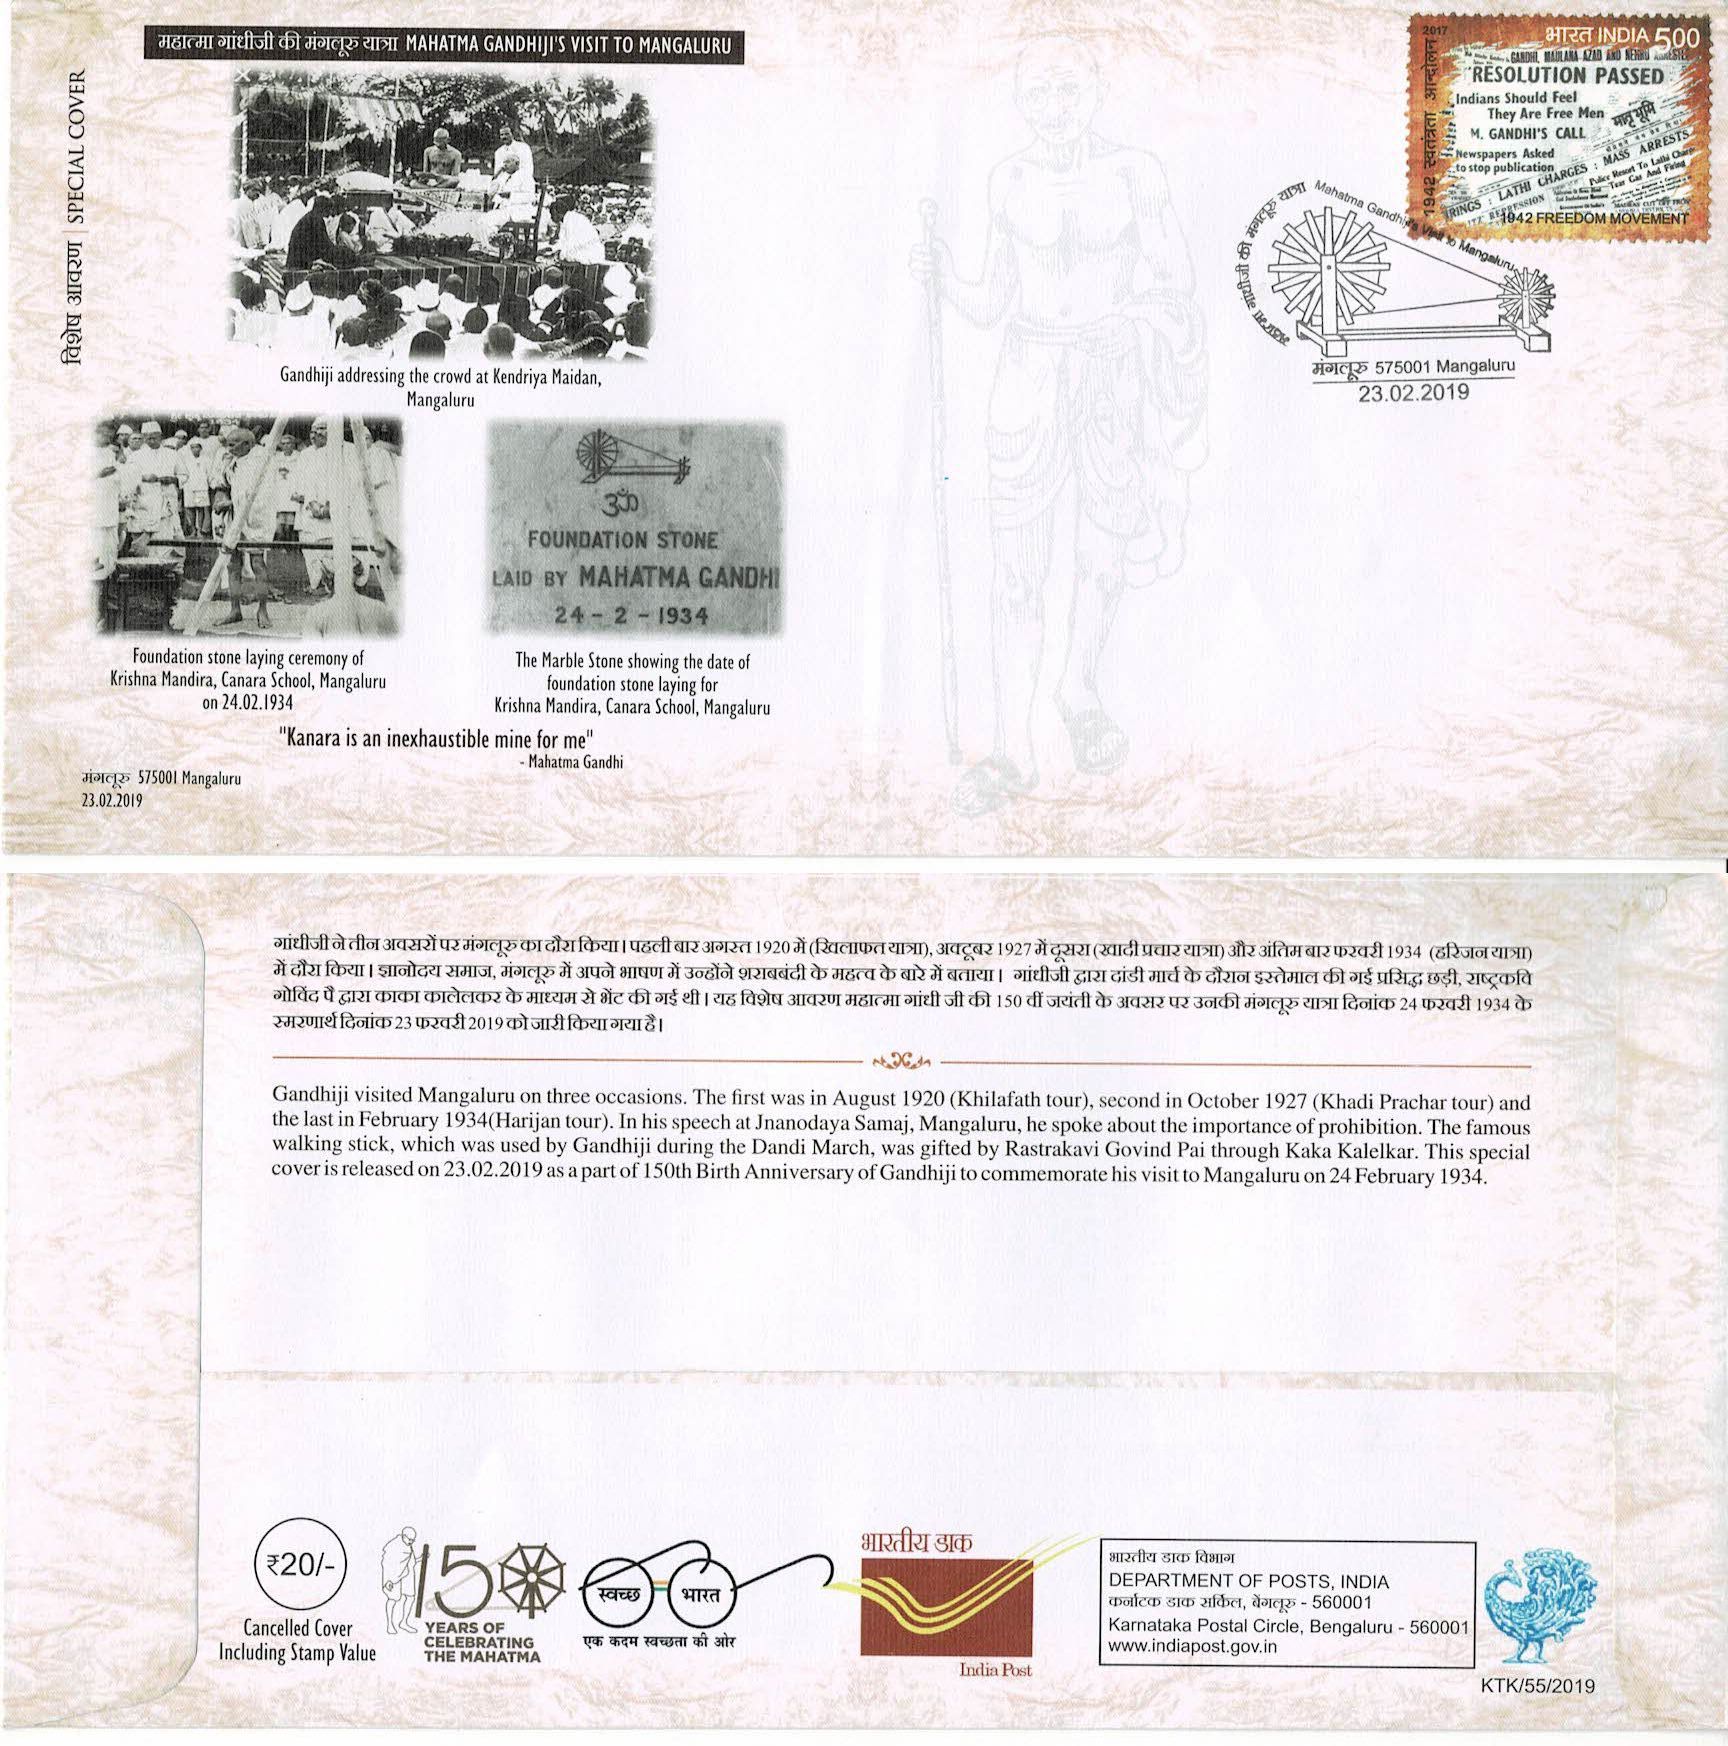 महात्मा गांधीजी की मंगलूरु यात्रा MAHATMA GANDHIJI'S VISIT TO MANGALURU
विशेष आवरण | SPECIAL COVER
Gandhiji addressing the crowd at Kendriya Maidan,
Mangaluru
ॐ
FOUNDATION STONE
LAID BY MAHATMA GANDHI
24 - 2 - 1934
Foundation stone laying ceremony of
Krishna Mandira, Canara School, Mangaluru
on 24.02.1934
The Marble Stone showing the date of
foundation stone laying for
Krishna Mandira, Canara School, Mangaluru
"Kanara is an inexhaustible mine for me"
- Mahatma Gandhi
मंगलूरु 575001 Mangaluru
23.02.2019
2017
भारत INDIA 500
1942 स्वतंत्रता आन्दोलन
GANDHI, MAULANA AZAD AND NEHRU ARRESTED
RESOLUTION PASSED
Indians Should Feel
They Are Free Men
मातृभूमि
M. GANDHI'S CALL
Newspapers Asked
to stop publication
LATHI CHARGES : MASS ARRESTS
Police Resort To Lathi Charge
Tear Gas And Firing
REPRESSION
1942 FREEDOM MOVEMENT
महात्मा गांधीजी की मंगलूरु यात्रा Mahatma Gandhiji's Visit to Mangaluru
मंगलूरु 575001 Mangaluru
23.02.2019
गांधीजी ने तीन अवसरों पर मंगलूरु का दौरा किया। पहली बार अगस्त 1920 में (खिलाफत यात्रा), अक्टूबर 1927 में दूसरा (खादी प्रचार यात्रा) और अंतिम बार फरवरी 1934 (हरिजन यात्रा)
में दौरा किया। ज्ञानोदय समाज, मंगलूरु में अपने भाषण में उन्होंने शराबबंदी के महत्व के बारे में बताया। गांधीजी द्वारा दांडी मार्च के दौरान इस्तेमाल की गई प्रसिद्ध छड़ी, राष्ट्रकवि
गोविंद पै द्वारा काका कालेलकर के माध्यम से भेंट की गई थी। यह विशेष आवरण महात्मा गांधी जी की 150 वीं जयंती के अवसर पर उनकी मंगलूरु यात्रा दिनांक 24 फरवरी 1934 के
स्मरणार्थ दिनांक 23 फरवरी 2019 को जारी किया गया है।
Gandhiji visited Mangaluru on three occasions. The first was in August 1920 (Khilafath tour), second in October 1927 (Khadi Prachar tour) and
the last in February 1934(Harijan tour). In his speech at Jnanodaya Samaj, Mangaluru, he spoke about the importance of prohibition. The famous
walking stick, which was used by Gandhiji during the Dandi March, was gifted by Rastrakavi Govind Pai through Kaka Kalelkar. This special
cover is released on 23.02.2019 as a part of 150th Birth Anniversary of Gandhiji to commemorate his visit to Mangaluru on 24 February 1934.
₹20/-
Cancelled Cover
Including Stamp Value
150
YEARS OF
CELEBRATING
THE MAHATMA
स्वच्छ भारत
एक कदम स्वच्छता की ओर
भारतीय डाक
India Post
भारतीय डाक विभाग
DEPARTMENT OF POSTS, INDIA
कर्नाटक डाक सर्किल, बेंगलूरु - 560001
Karnataka Postal Circle, Bengaluru - 560001
www.indiapost.gov.in
KTK/55/2019